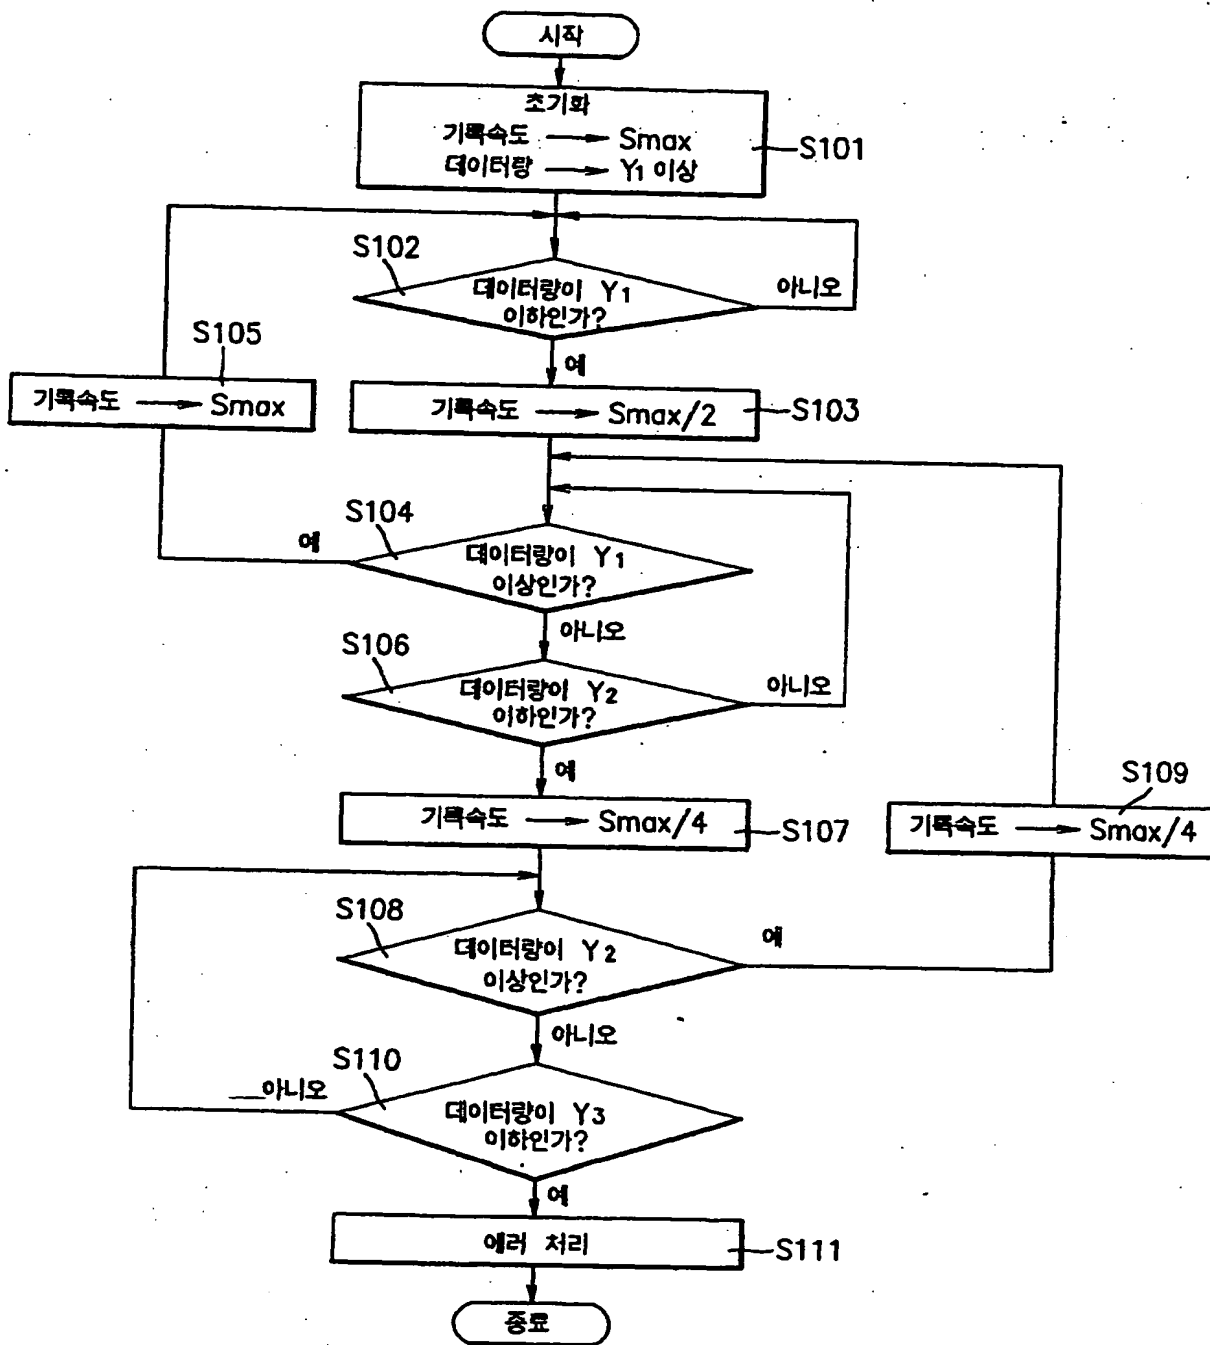 시작
초기화
기록속도 Smax
데이터량 Y1 이상
S101
S102
데이터량이 Y1
이하인가?
아니오
예
S105
기록속도 Smax
기록속도 Smax/2
S103
S104
예
데이터량이 Y1
이상인가?
아니오
S106
데이터량이 Y2
이하인가?
아니오
예
기록속도 Smax/4
S107
S109
기록속도 Smax/4
S108
데이터량이 Y2
이상인가?
예
아니오
S110
아니오
데이터량이 Y3
이하인가?
예
에러 처리
S111
종료